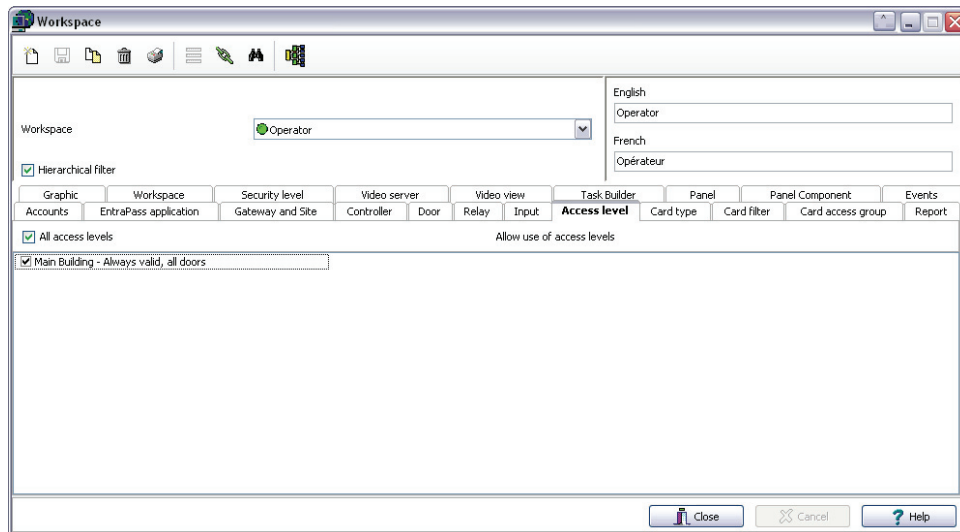 Workspace
English
Operator
Workspace
Operator
French
Opérateur
Hierarchical filter
Graphic Workspace Security level Video server Video view Task Builder Panel Panel Component Events
Accounts EntraPass application Gateway and Site Controller Door Relay Input Access level Card type Card filter Card access group Report
All access levels Allow use of access levels
Main Building - Always valid, all doors
Close Cancel Help